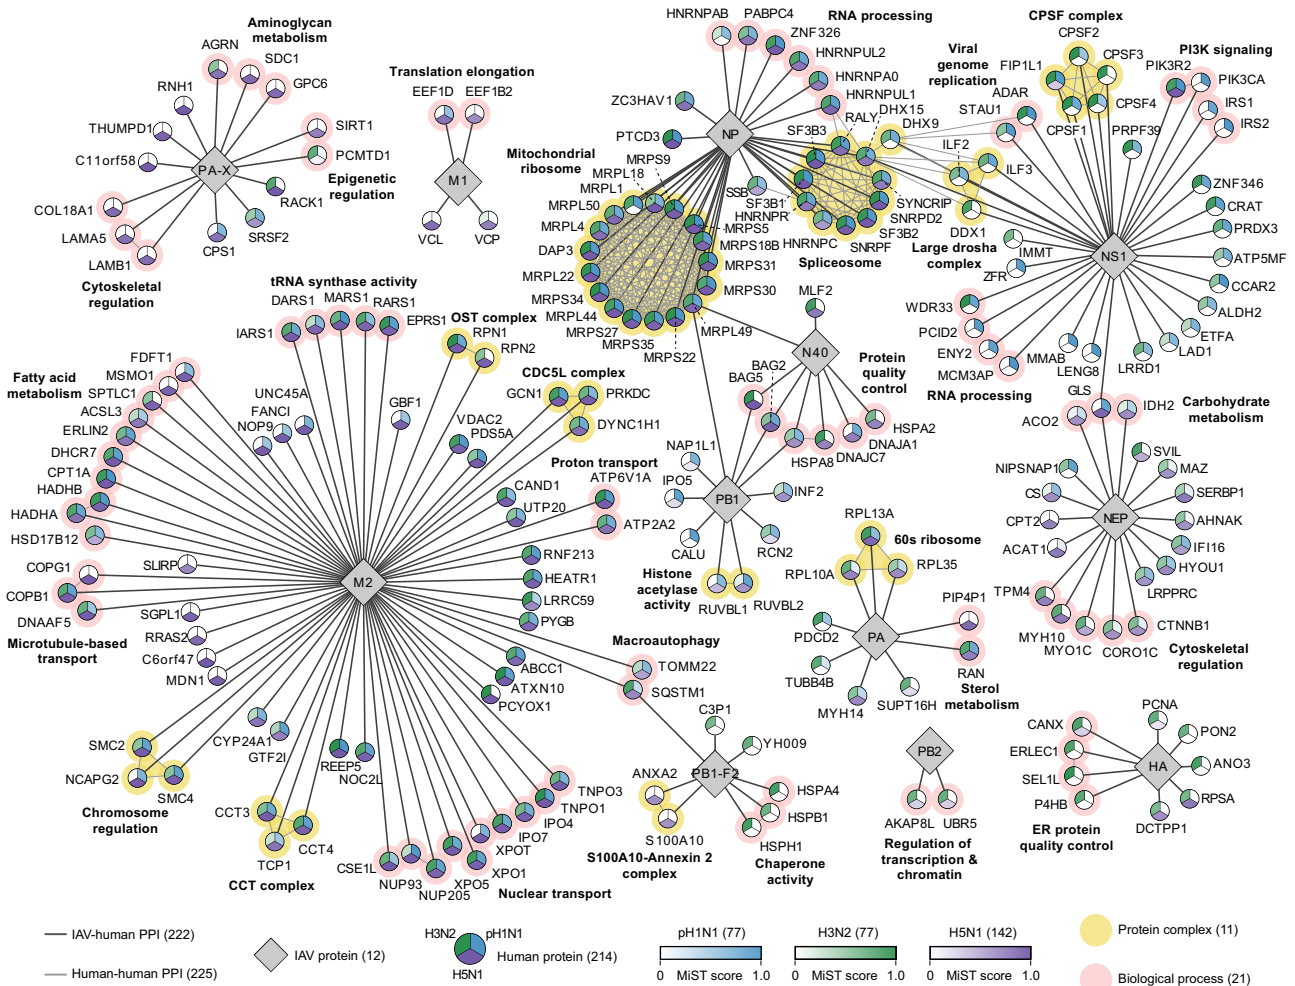 Aminoglycan
metabolism
AGRN
SDC1
GPC6
RNH1
THUMPD1
C11orf58
PA-X
SIRT1
PCMTD1
Epigenetic
regulation
RACK1
SRSF2
CPS1
COL18A1
LAMA5
LAMB1
Cytoskeletal
regulation
Translation elongation
EEF1D
EEF1B2
M1
VCL
VCP
HNRNPAB
PABPC4
RNA processing
ZNF326
HNRNPUL2
HNRNPA0
HNRNPUL1
ZC3HAV1
NP
PTCD3
DHX15
RALY
DHX9
SF3B3
SSB
SF3B1
HNRNPR
HNRNPC
SNRPF
SF3B2
SNRPD2
SYNCRIP
Spliceosome
Mitochondrial
ribosome
MRPS9
MRPL18
MRPL1
MRPL50
MRPL4
DAP3
MRPL22
MRPS34
MRPL44
MRPS27
MRPS35
MRPS22
MRPL49
MRPS30
MRPS31
MRPS18B
MRPS5
Viral
genome
replication
ADAR
STAU1
ILF2
ILF3
DDX1
Large drosha
complex
CPSF complex
CPSF2
FIP1L1
CPSF3
CPSF4
CPSF1
PI3K signaling
PIK3R2
PIK3CA
IRS1
IRS2
PRPF39
NS1
ZNF346
CRAT
PRDX3
ATP5MF
CCAR2
ALDH2
ETFA
LAD1
LRRD1
LENG8
MMAB
IMMT
ZFR
WDR33
PCID2
ENY2
MCM3AP
RNA processing
MLF2
N40
Protein
quality
control
BAG2
BAG5
HSPA8
DNAJC7
DNAJA1
HSPA2
tRNA synthase activity
DARS1
MARS1
RARS1
IARS1
EPRS1
OST complex
RPN1
RPN2
CDC5L complex
GCN1
PRKDC
DYNC1H1
Fatty acid
metabolism
FDFT1
MSMO1
SPTLC1
ACSL3
ERLIN2
DHCR7
CPT1A
HADHB
HADHA
HSD17B12
UNC45A
FANCI
NOP9
GBF1
VDAC2
PDS5A
Proton transport
ATP6V1A
ATP2A2
CAND1
UTP20
RNF213
HEATR1
LRRC59
PYGB
M2
SLIRP
SGPL1
RRAS2
C6orf47
MDN1
COPG1
COPB1
DNAAF5
Microtubule-based
transport
ABCC1
ATXN10
PCYOX1
CYP24A1
GTF2I
REEP5
NOC2L
SMC2
NCAPG2
SMC4
Chromosome
regulation
CCT3
CCT4
TCP1
CCT complex
CSE1L
NUP93
NUP205
XPO5
XPO1
XPOT
IPO7
IPO4
TNPO1
TNPO3
Nuclear transport
Macroautophagy
TOMM22
SQSTM1
NAP1L1
IPO5
PB1
INF2
CALU
RCN2
Histone
acetylase
activity
RUVBL1
RUVBL2
RPL13A
60s ribosome
RPL10A
RPL35
PA
PDCD2
TUBB4B
MYH14
SUPT16H
PIP4P1
RAN
Sterol
metabolism
GLS
ACO2
IDH2
Carbohydrate
metabolism
NEP
NIPSNAP1
CS
CPT2
ACAT1
SVIL
MAZ
SERBP1
AHNAK
IFI16
HYOU1
LRPPRC
TPM4
MYH10
MYO1C
CORO1C
CTNNB1
Cytoskeletal
regulation
C3P1
YH009
PB1-F2
ANXA2
S100A10
S100A10-Annexin 2
complex
HSPA4
HSPB1
HSPH1
Chaperone
activity
PB2
AKAP8L
UBR5
Regulation of
transcription &
chromatin
CANX
ERLEC1
SEL1L
P4HB
ER protein
quality control
PCNA
PON2
HA
ANO3
RPSA
DCTPP1
IAV-human PPI (222)
Human-human PPI (225)
IAV protein (12)
H3N2
pH1N1
H5N1
Human protein (214)
pH1N1 (77)
0 MiST score 1.0
H3N2 (77)
0 MiST score 1.0
H5N1 (142)
0 MiST score 1.0
Protein complex (11)
Biological process (21)